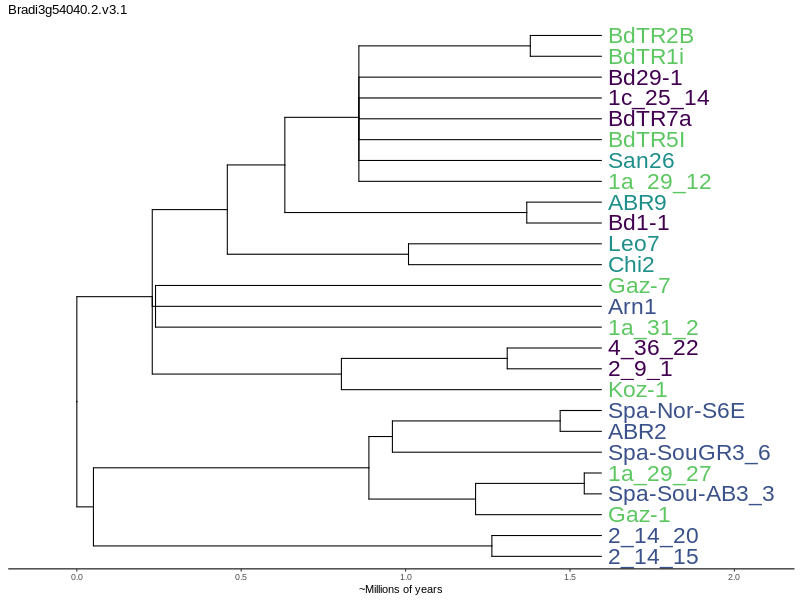 Bradi3g54040.2.v3.1
BdTR2B
BdTR1i
Bd29-1
1c_25_14
BdTR7a
BdTR5I
San26
1a_29_12
ABR9
Bd1-1
Leo7
Chi2
Gaz-7
Arn1
1a_31_2
4_36_22
2_9_1
Koz-1
Spa-Nor-S6E
ABR2
Spa-SouGR3_6
1a_29_27
Spa-Sou-AB3_3
Gaz-1
2_14_20
2_14_15
0.0 0.5 1.0 1.5 2.0
~Millions of years